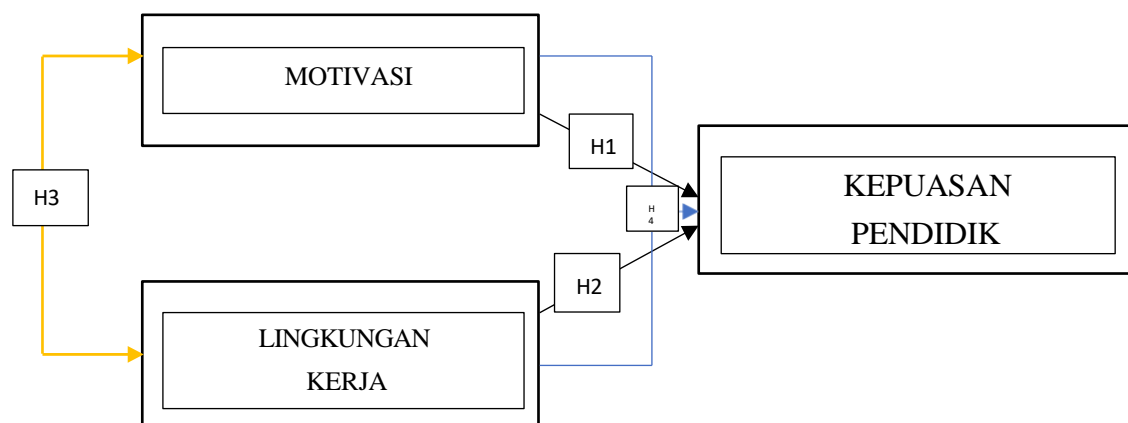 MOTIVASI
H1
KEPUASAN
PENDIDIK
H3
H
4
H2
LINGKUNGAN
KERJA